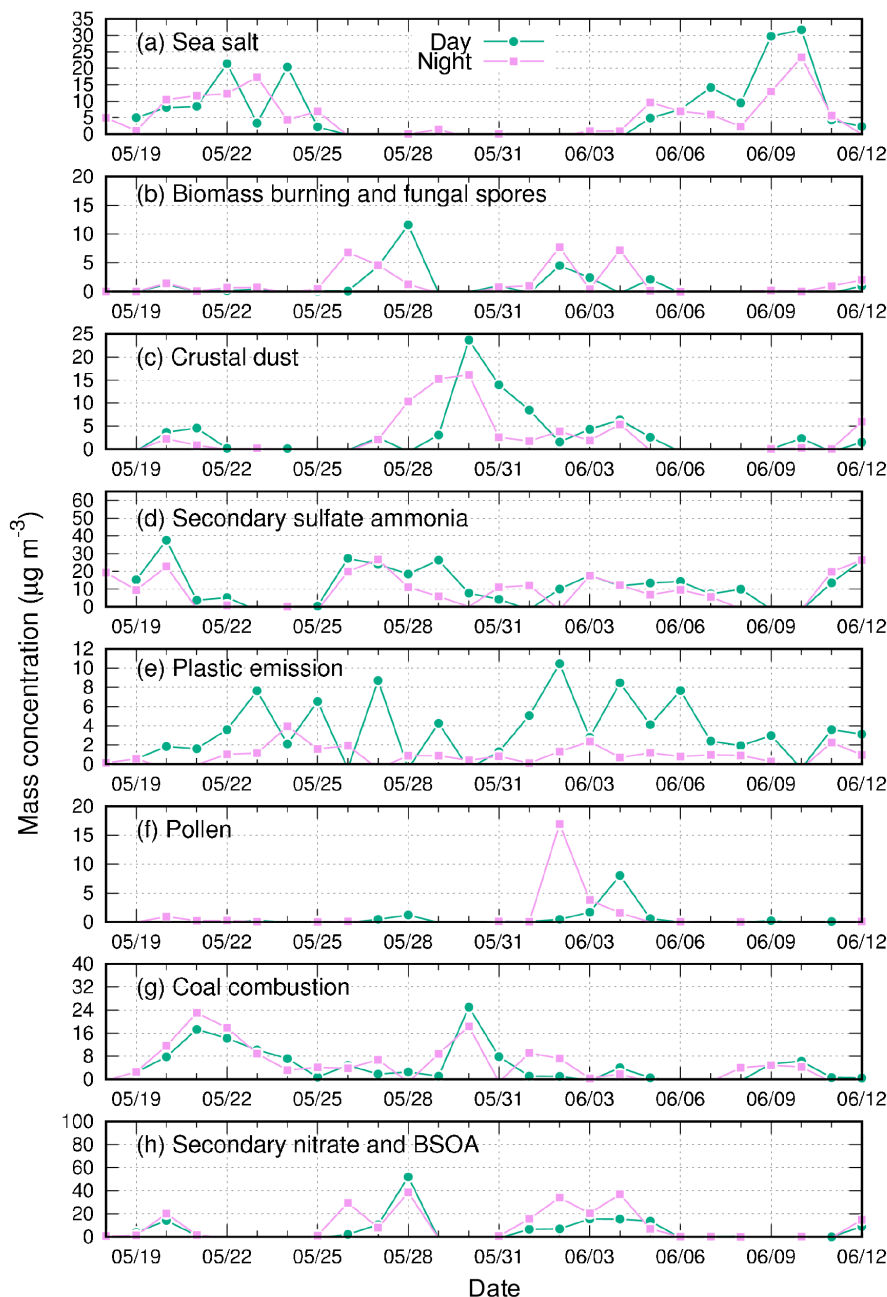 (a) Sea salt
Day
Night
35
30
25
20
15
10
5
0
05/19 05/22 05/25 05/28 05/31 06/03 06/06 06/09 06/12
(b) Biomass burning and fungal spores
20
15
10
5
0
05/19 05/22 05/25 05/28 05/31 06/03 06/06 06/09 06/12
(c) Crustal dust
25
20
15
10
5
0
05/19 05/22 05/25 05/28 05/31 06/03 06/06 06/09 06/12
(d) Secondary sulfate ammonia
60
50
40
30
20
10
0
05/19 05/22 05/25 05/28 05/31 06/03 06/06 06/09 06/12
(e) Plastic emission
12
10
8
6
4
2
0
05/19 05/22 05/25 05/28 05/31 06/03 06/06 06/09 06/12
(f) Pollen
20
15
10
5
0
05/19 05/22 05/25 05/28 05/31 06/03 06/06 06/09 06/12
(g) Coal combustion
40
32
24
16
8
0
05/19 05/22 05/25 05/28 05/31 06/03 06/06 06/09 06/12
(h) Secondary nitrate and BSOA
100
80
60
40
20
0
05/19 05/22 05/25 05/28 05/31 06/03 06/06 06/09 06/12
Mass concentration (µg m⁻³)
Date